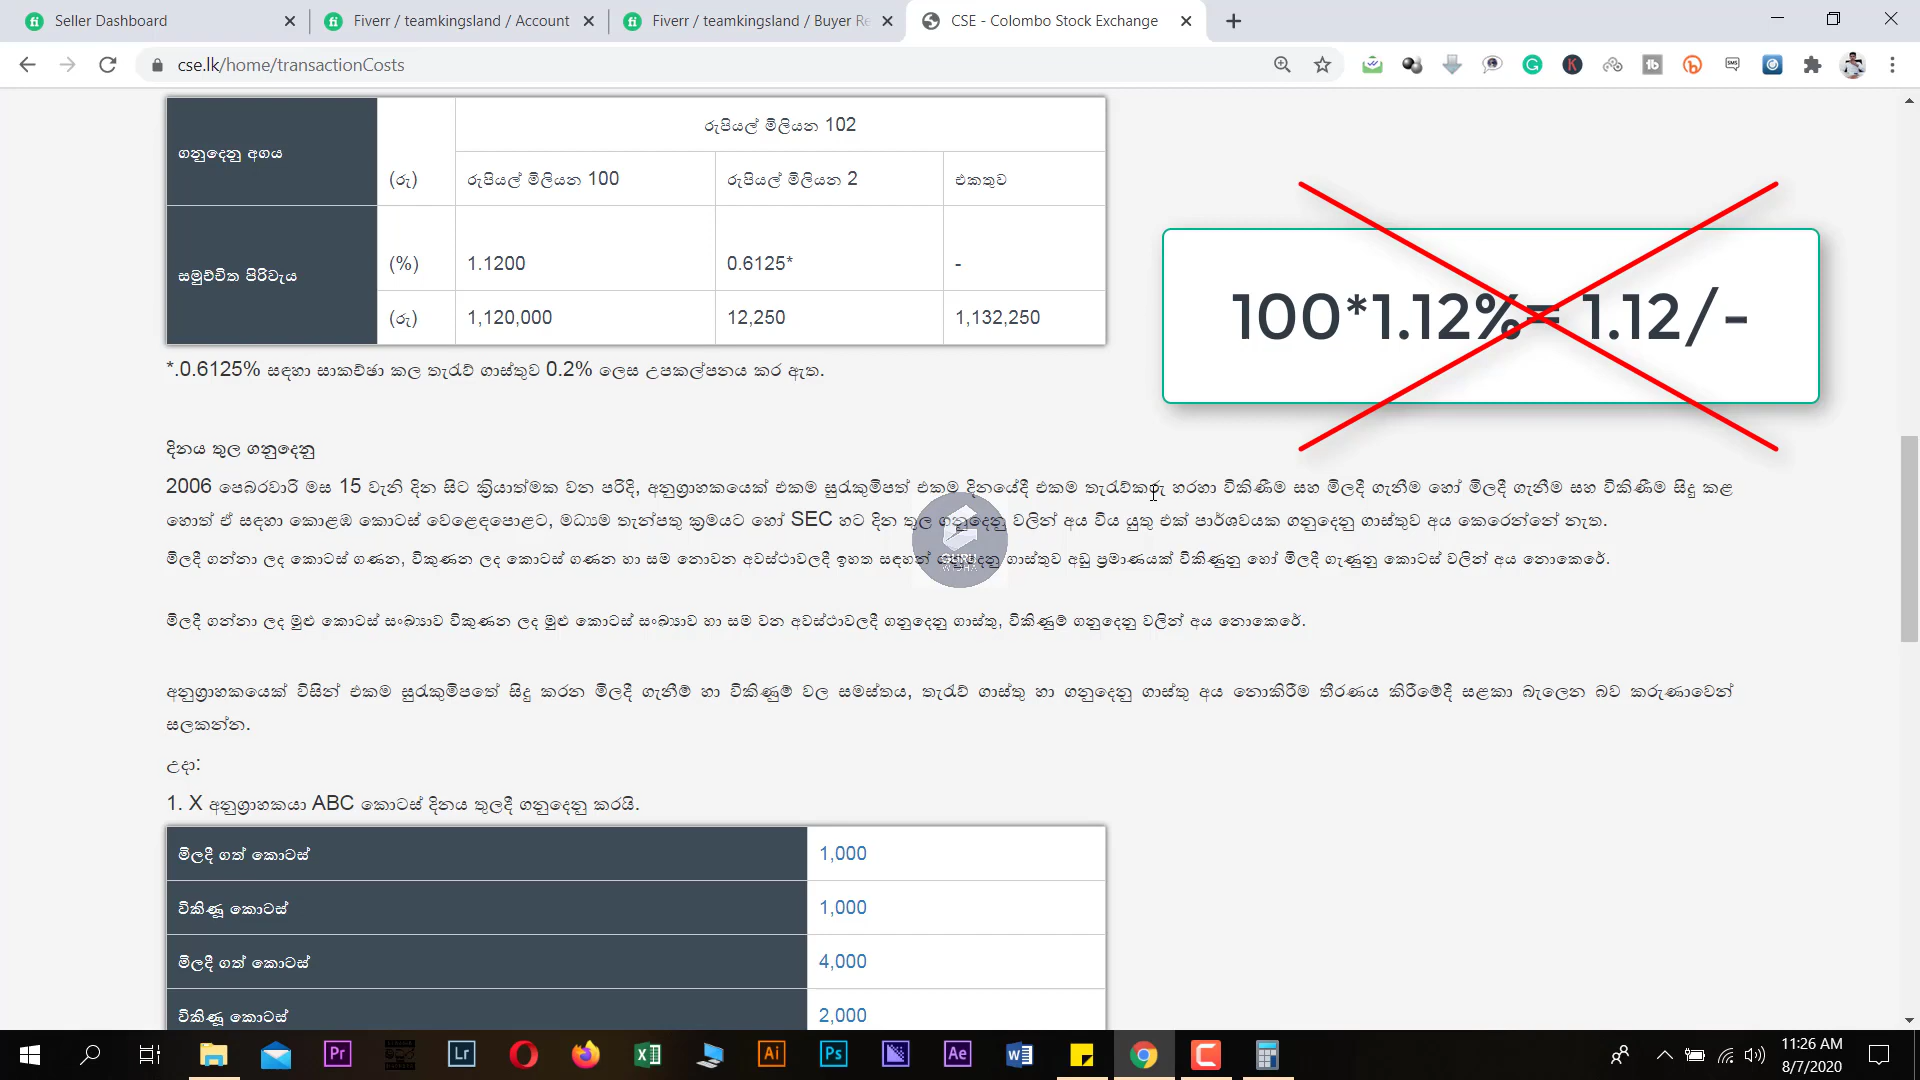 Seller Dashboard
Fiverr / teamkingsland / Account
Fiverr / teamkingsland / Buyer Re
CSE - Colombo Stock Exchange
cse.lk/home/transactionCosts
රුපියල් මිලියන 102
ගනුදෙනු අගය
(රු) රුපියල් මිලියන 100 රුපියල් මිලියන 2 එකතුව
සමුච්චිත පිරිවැය
(%) 1.1200 0.6125* -
(රු) 1,120,000 12,250 1,132,250
100*1.12%= 1.12/-
*.0.6125% සඳහා සාකච්ඡා කල තැරැව් ගාස්තුව 0.2% ලෙස උපකල්පනය කර ඇත.
දිනය තුල ගනුදෙනු
2006 පෙබරවාරි මස 15 වැනි දින සිට ක්‍රියාත්මක වන පරිදි, අනුග්‍රාහකයෙක් එකම සුරැකුම්පත් එකම දිනයේදී එකම තැරැව්කරු හරහා විකිණීම සහ මිලදී ගැනීම හෝ මිලදී ගැනීම සහ විකිණීම සිදු කළ
හොත් ඒ සඳහා කොළඹ කොටස් වෙළෙඳපොළට, මධ්‍යම තැන්පතු ක්‍රමයට හෝ SEC හට දින තුල ගනුදෙනු වලින් අය විය යුතු එක් පාර්ශවයක ගනුදෙනු ගාස්තුව අය කෙරෙන්නේ නැත.
මිලදී ගන්නා ලද කොටස් ගණන, විකුණන ලද කොටස් ගණන හා සම නොවන අවස්ථාවලදී ඉහත සඳහන් ගනුදෙනු ගාස්තුව අඩු ප්‍රමාණයක් විකිණුනු හෝ මිලදී ගැණුනු කොටස් වලින් අය නොකෙරේ.
මිලදී ගන්නා ලද මුළු කොටස් සංඛ්‍යාව විකුණන ලද මුළු කොටස් සංඛ්‍යාව හා සම වන අවස්ථාවලදී ගනුදෙනු ගාස්තු, විකිණුම් ගනුදෙනු වලින් අය නොකෙරේ.
අනුග්‍රාහකයෙක් විසින් එකම සුරැකුම්පතේ සිදු කරන මිලදී ගැනීම් හා විකිණුම් වල සමස්තය, තැරැව් ගාස්තු හා ගනුදෙනු ගාස්තු අය නොකිරීම තීරණය කිරීමේදී සළකා බැලෙන බව කරුණාවෙන්
සලකන්න.
උදා:
1. X අනුග්‍රාහකයා ABC කොටස් දිනය තුලදී ගනුදෙනු කරයි.
මිලදී ගත් කොටස් 1,000
විකිණූ කොටස් 1,000
මිලදී ගත් කොටස් 4,000
විකිණූ කොටස් 2,000
11:26 AM
8/7/2020